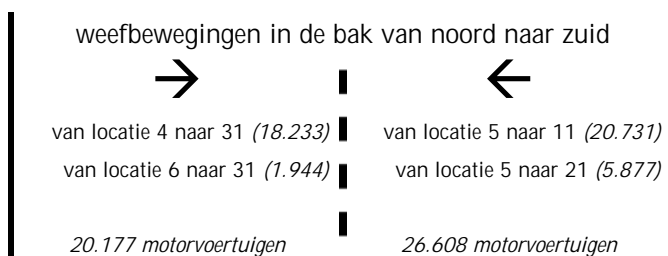 weefbewegingen in de bak van noord naar zuid
→ ←
van locatie 4 naar 31 (18.233) van locatie 5 naar 11 (20.731)
van locatie 6 naar 31 (1.944) van locatie 5 naar 21 (5.877)
20.177 motorvoertuigen 26.608 motorvoertuigen